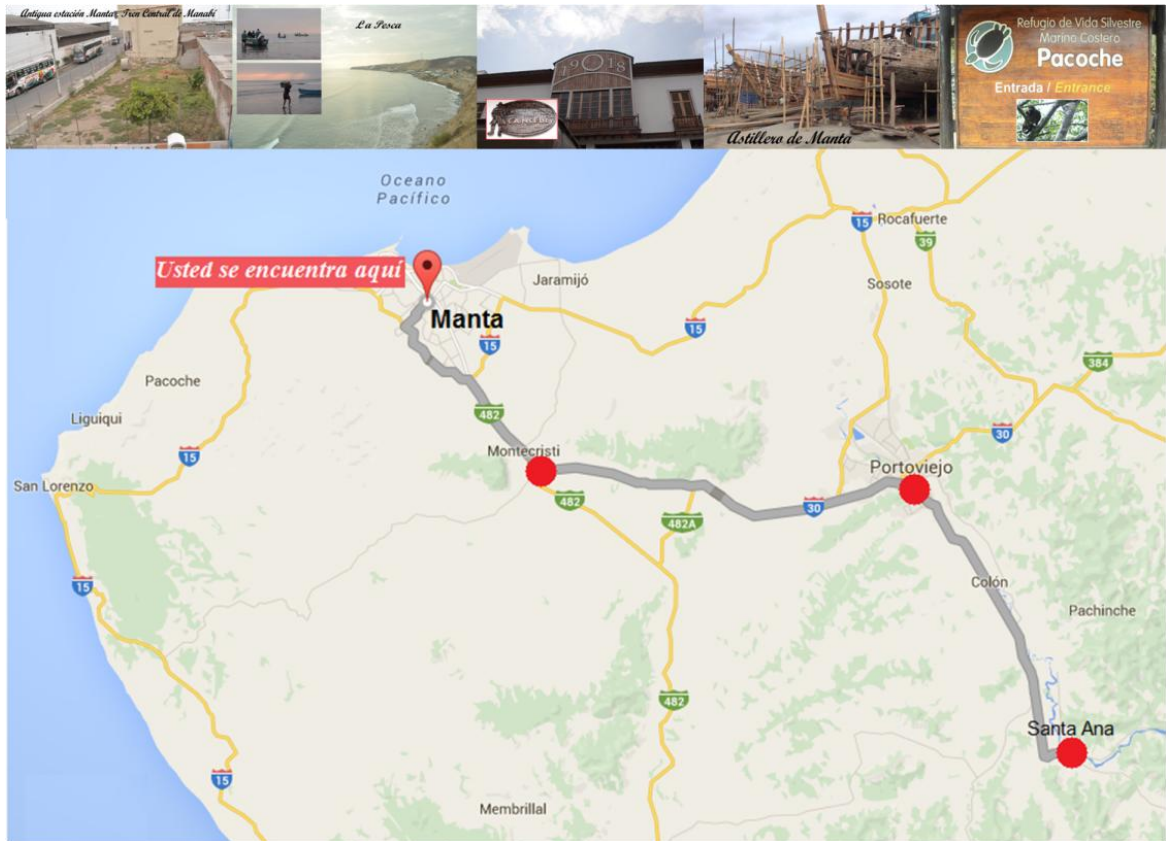 Antigua estación Manta, Tren Central de Manabí
La Pesca
1918
Astillero de Manta
Refugio de Vida Silvestre
Marino Costero
Pacoche
Entrada / Entrance
Oceano
Pacífico
Usted se encuentra aquí
Manta
Jaramijó
15
Rocafuerte
39
Sosote
15
15
384
Pacoche
Liguiqui
482
30
Montecristi
Portoviejo
15
San Lorenzo
482
30
482A
15
Colón
Pachinche
482
Santa Ana
15
Membrillal